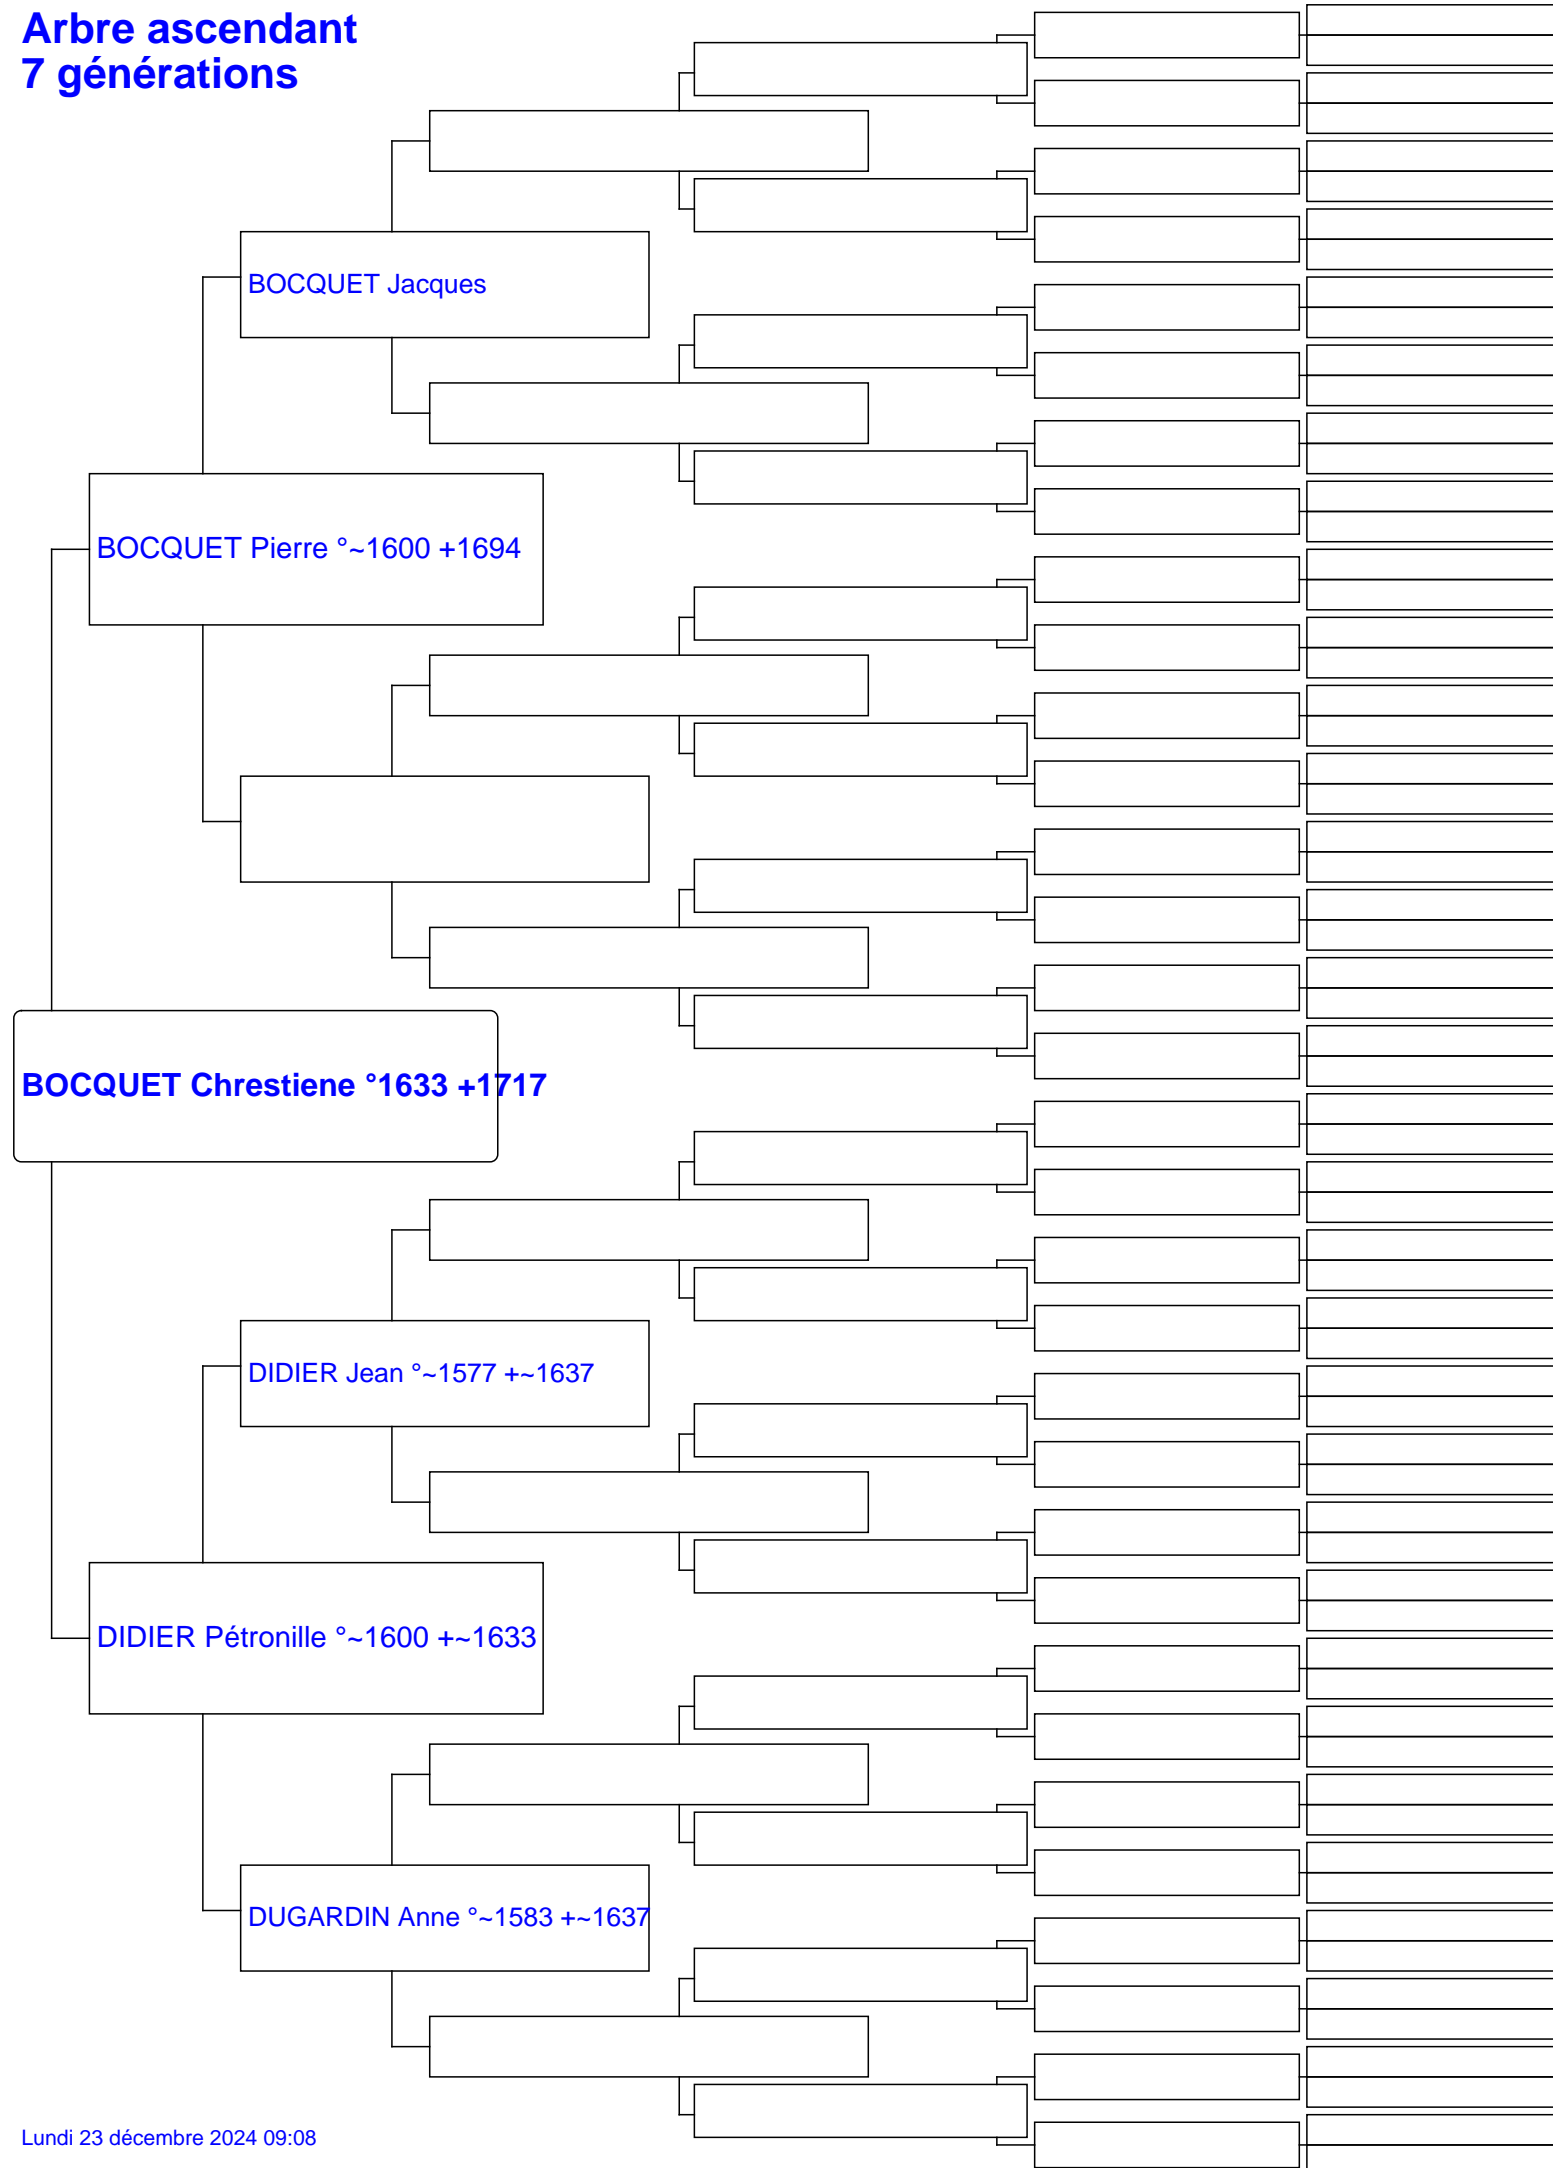 Arbre ascendant
7 générations
BOCQUET Jacques
BOCQUET Pierre °~1600 +1694
BOCQUET Chrestiene °1633 +1717
DIDIER Jean °~1577 +~1637
DIDIER Pétronille °~1600 +~1633
DUGARDIN Anne °~1583 +~1637
Lundi 23 décembre 2024 09:08